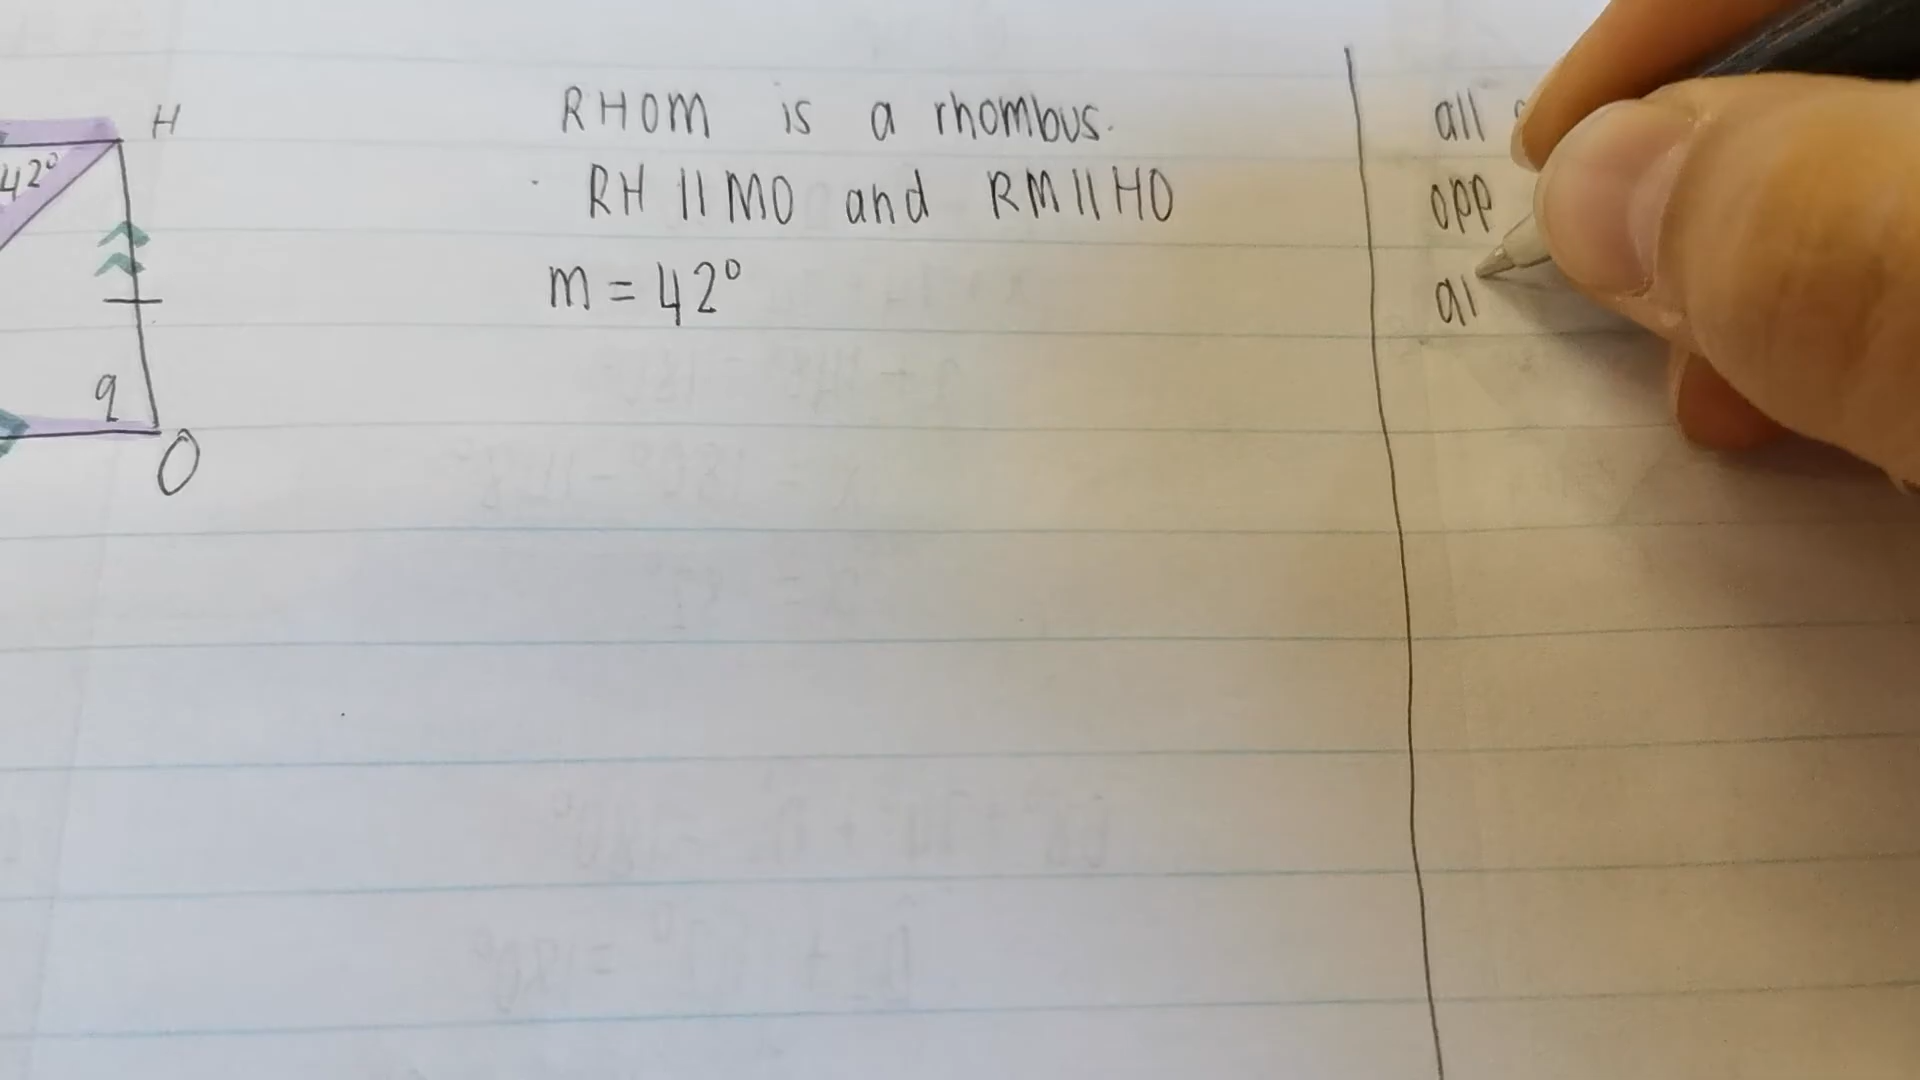 H
42°
q
O
RHOM is a rhombus.
RH || MO and RM || HO
m = 42°
all
opp
al